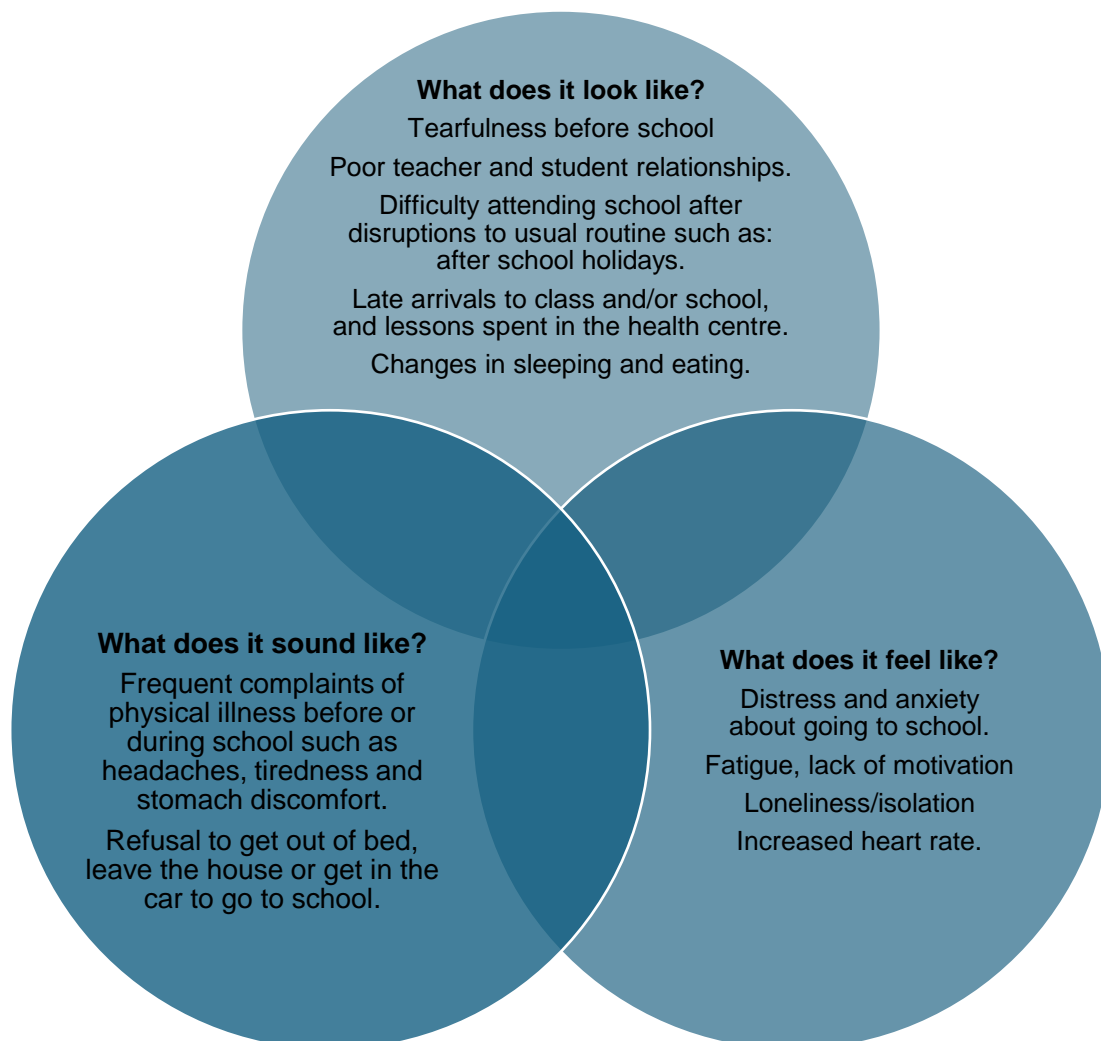 What does it look like?
Tearfulness before school
Poor teacher and student relationships.
Difficulty attending school after
disruptions to usual routine such as:
after school holidays.
Late arrivals to class and/or school,
and lessons spent in the health centre.
Changes in sleeping and eating.
What does it sound like?
Frequent complaints of
physical illness before or
during school such as
headaches, tiredness and
stomach discomfort.
Refusal to get out of bed,
leave the house or get in the
car to go to school.
What does it feel like?
Distress and anxiety
about going to school.
Fatigue, lack of motivation
Loneliness/isolation
Increased heart rate.